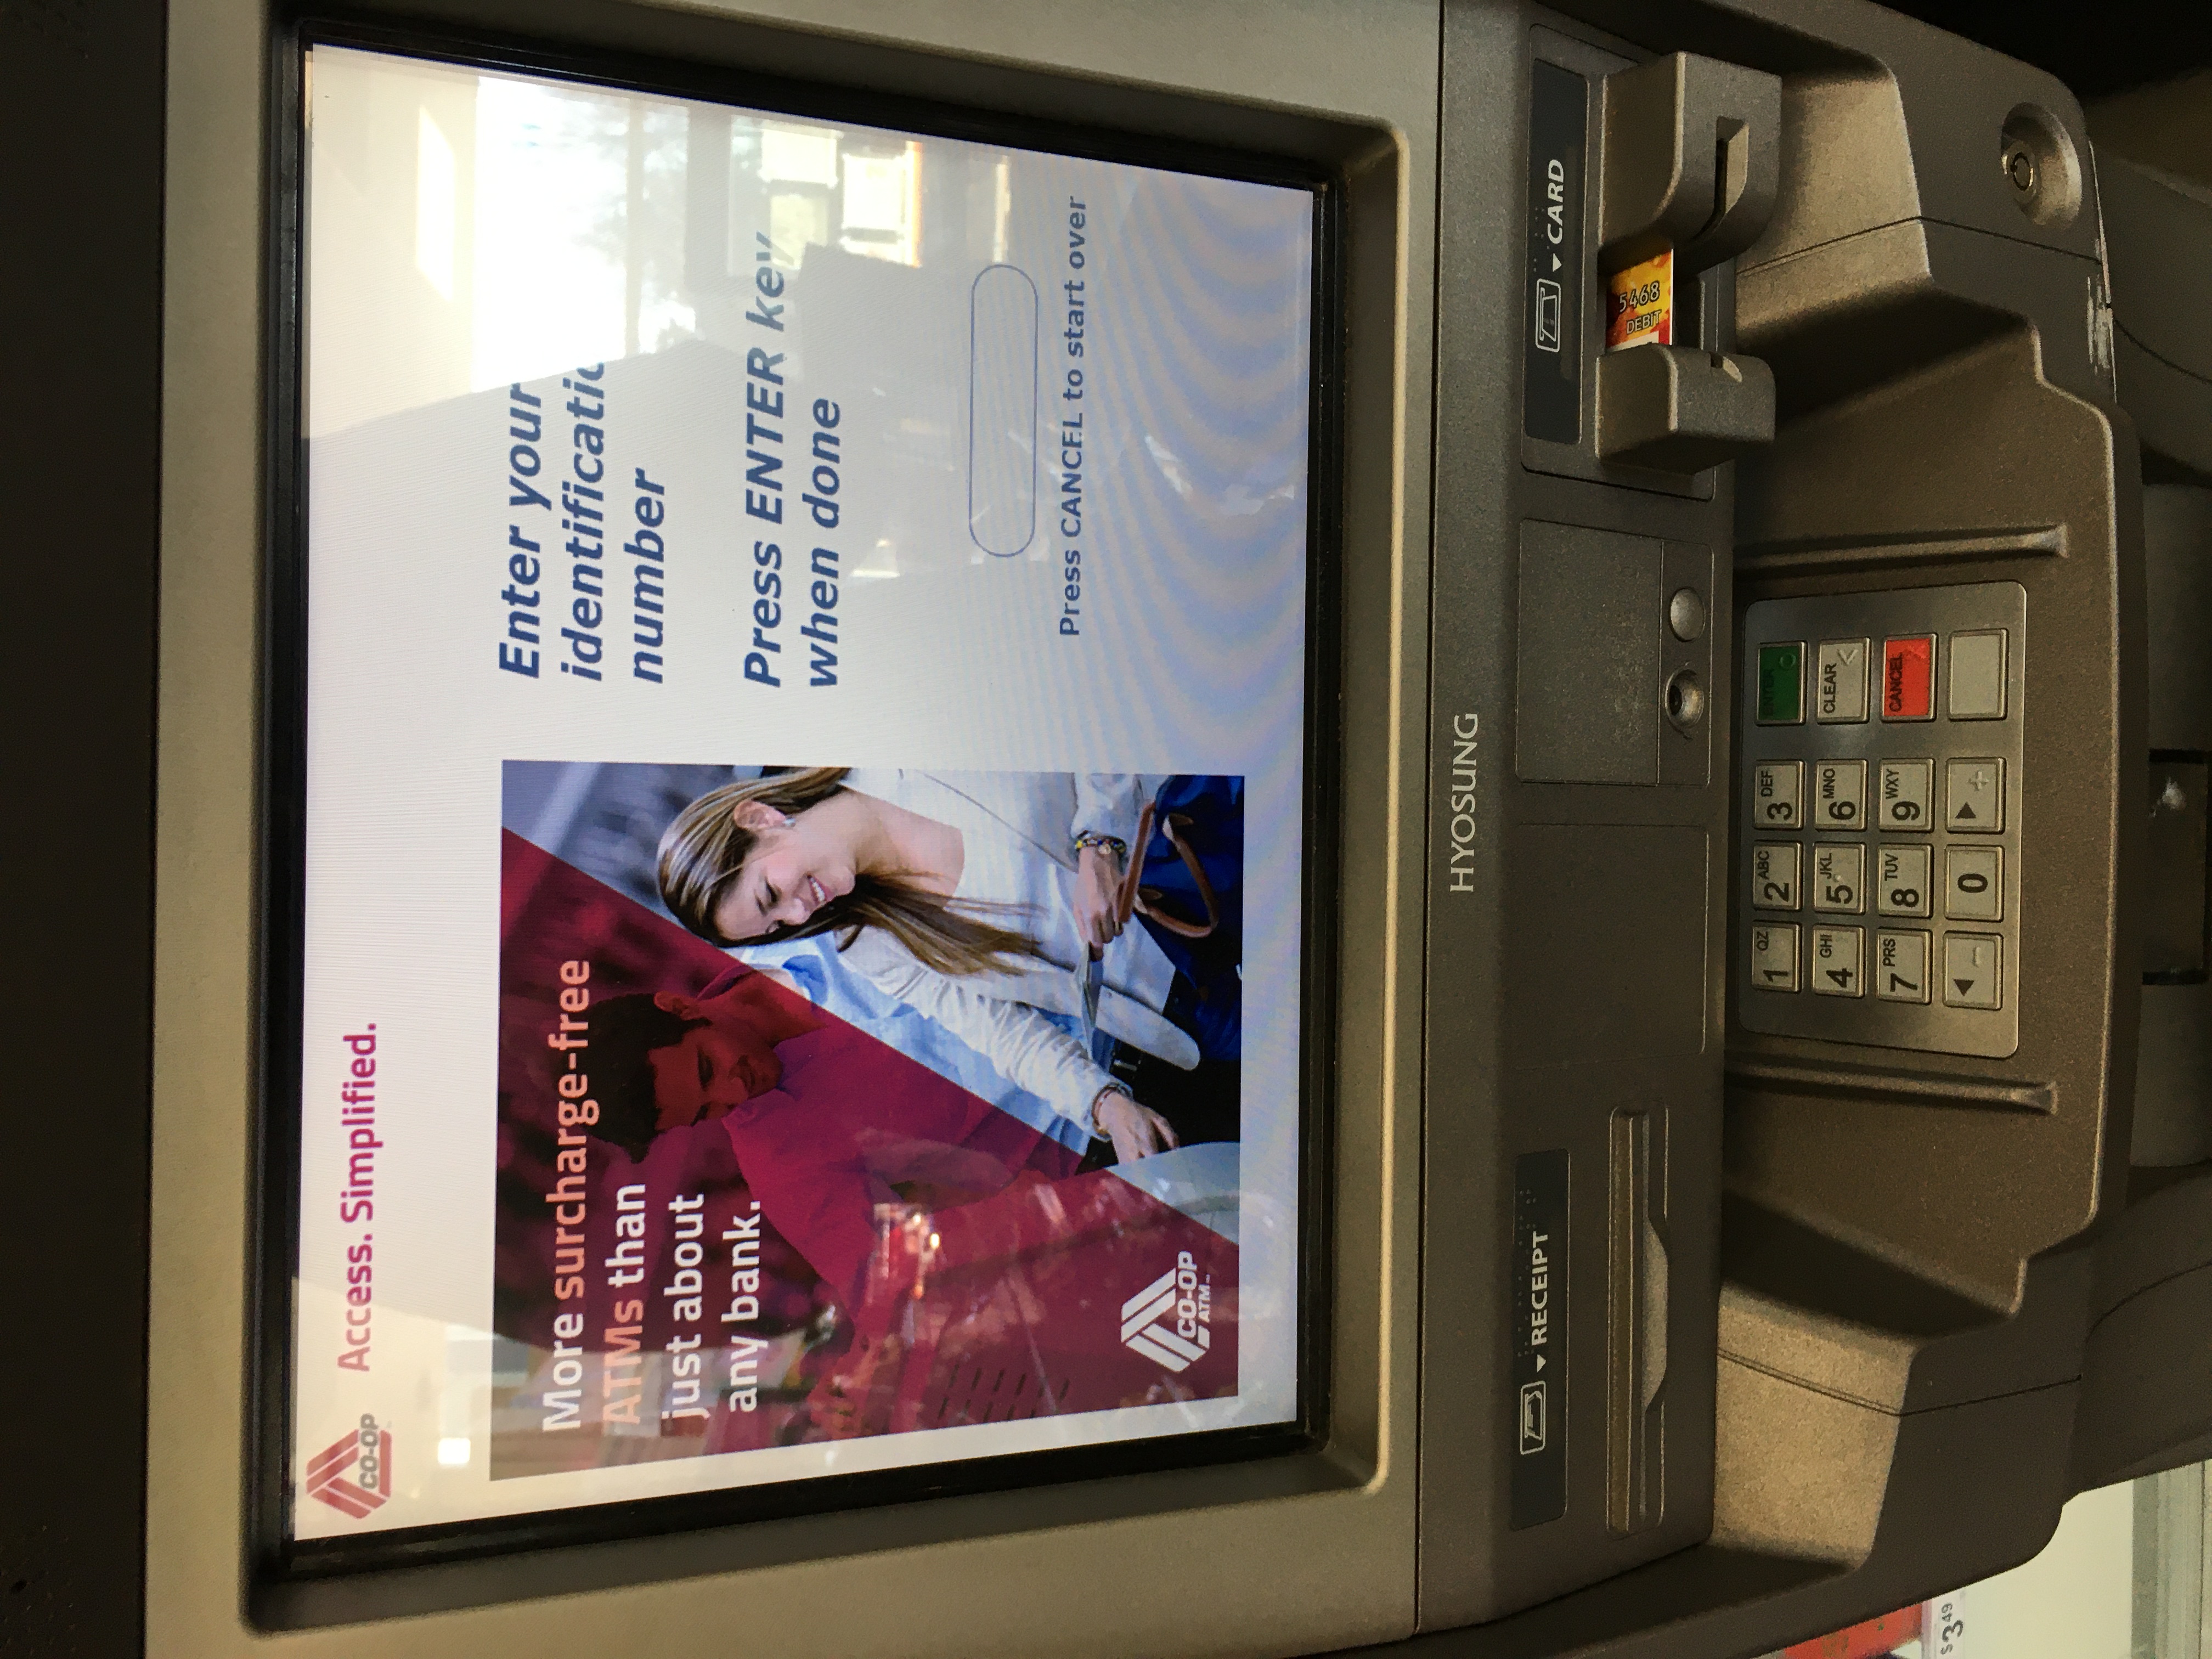 CO-OP
Access. Simplified.
More surcharge-free
ATMs than
just about
any bank.
CO-OP
ATM
Enter your
identificatio
number
Press ENTER key
when done
Press CANCEL to start over
HYOSUNG
RECEIPT
CARD
5468
DEBIT
1 QZ 2 ABC 3 DEF ENTER
4 GHI 5 JKL 6 MNO CLEAR
7 PRS 8 TUV 9 WXY CANCEL
- 0 +
$3.49